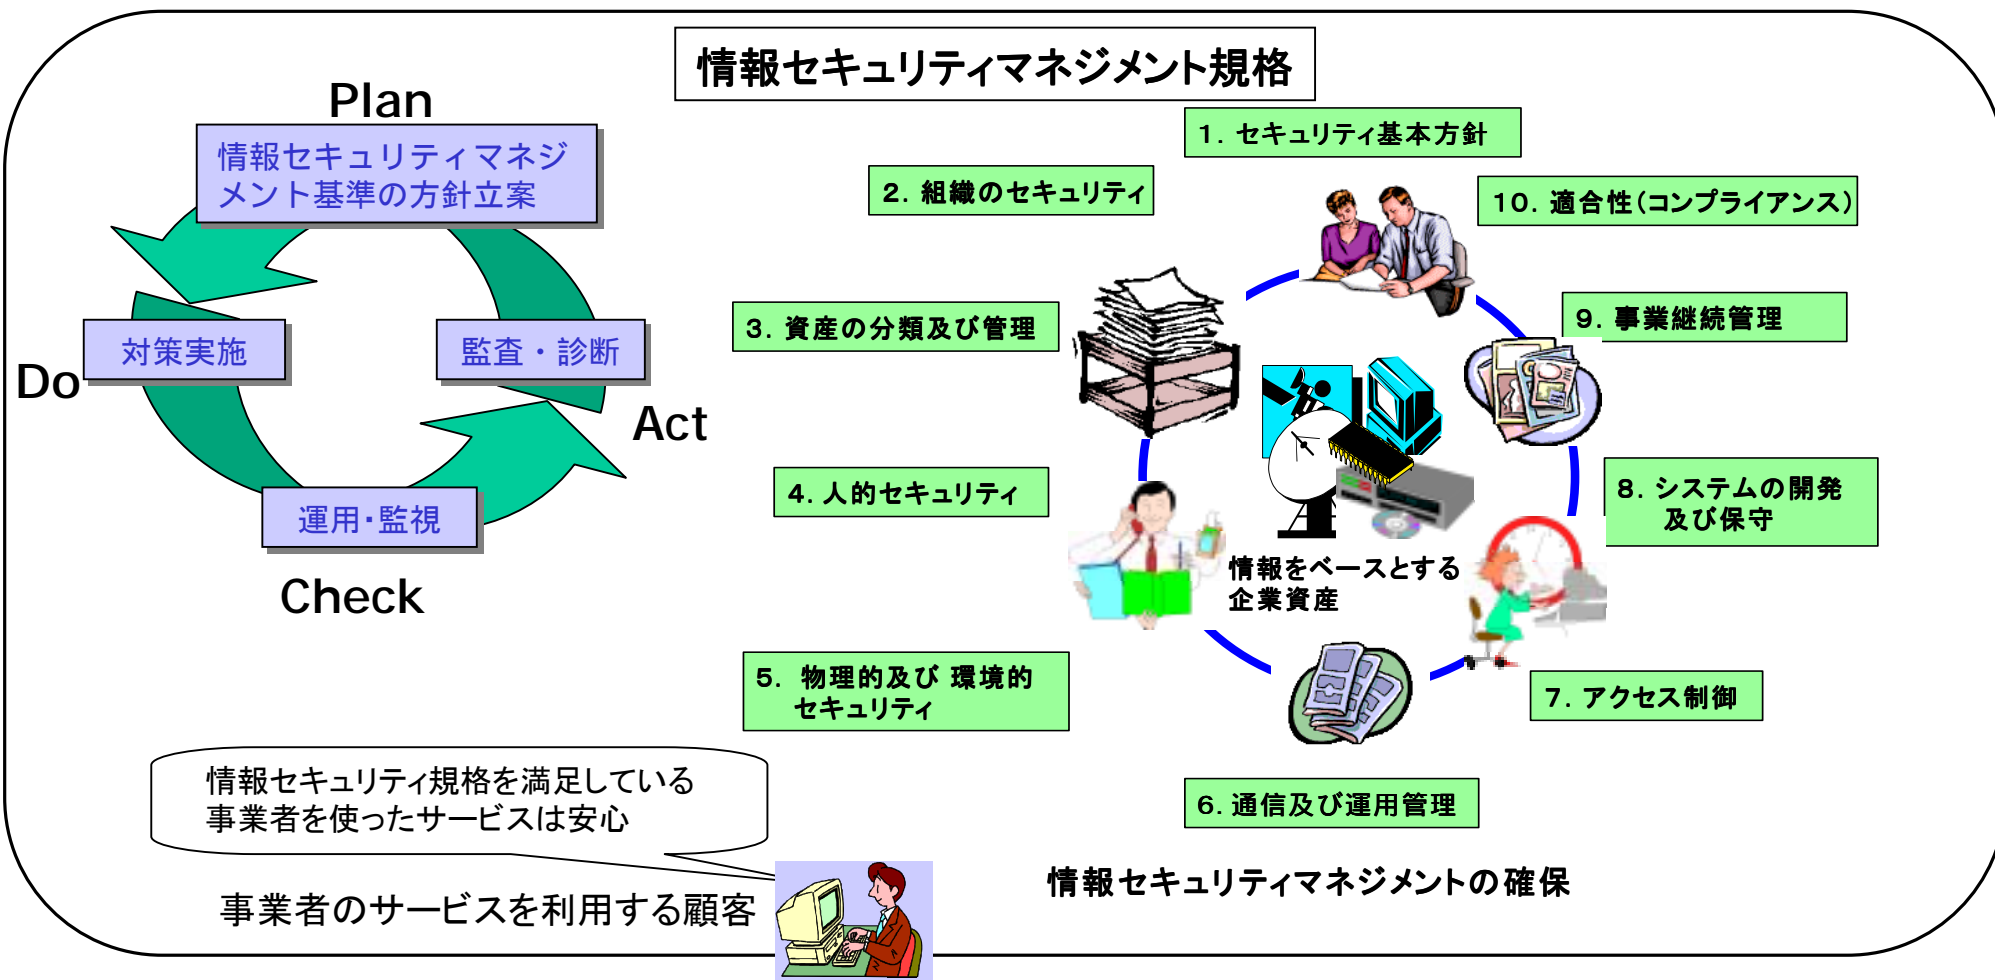 情報セキュリティマネジメント規格
Plan
情報セキュリティマネジ
メント基準の方針立案
対策実施
監査・診断
Do
Act
運用・監視
Check
1. セキュリティ基本方針
2. 組織のセキュリティ
10. 適合性(コンプライアンス)
3. 資産の分類及び管理
9. 事業継続管理
4. 人的セキュリティ
8. システムの開発
及び保守
情報をベースとする
企業資産
5. 物理的及び 環境的
セキュリティ
7. アクセス制御
6. 通信及び運用管理
情報セキュリティ規格を満足している
事業者を使ったサービスは安心
事業者のサービスを利用する顧客
情報セキュリティマネジメントの確保